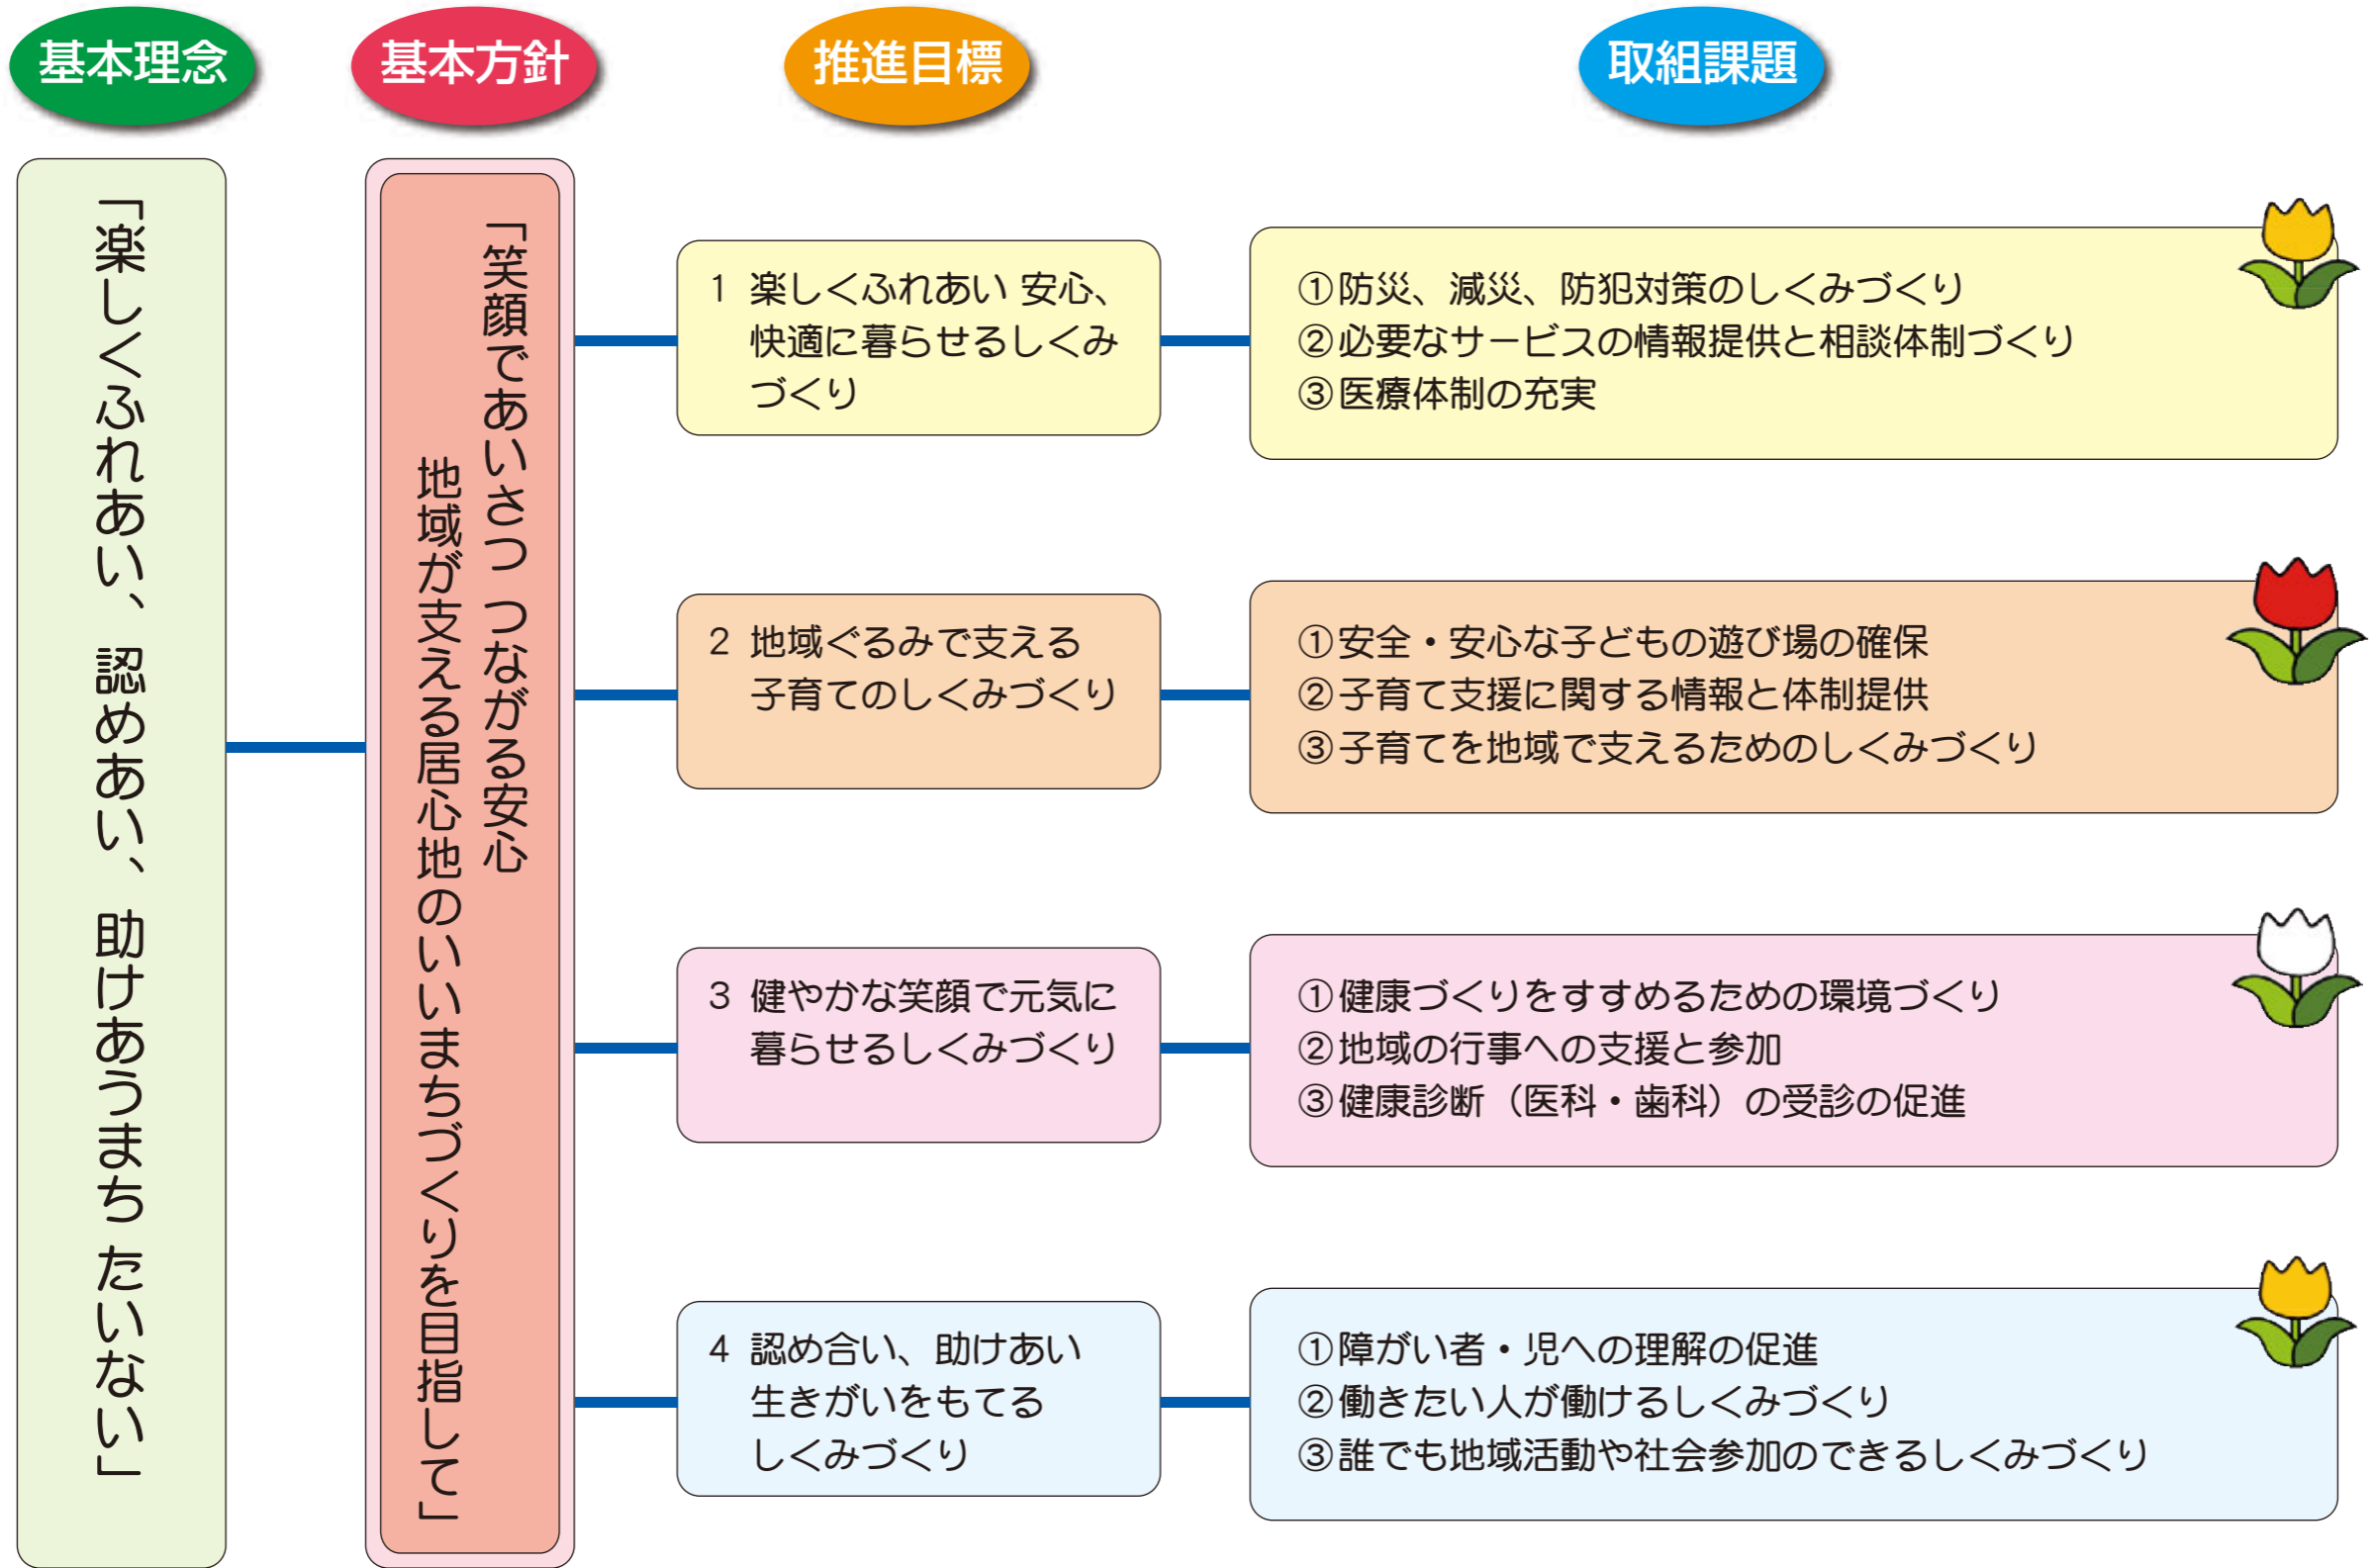 基本理念
基本方針
推進目標
取組課題
「楽しくふれあい、認めあい、助けあうまち たいない」
「笑顔であいさつ つながる安心
地域が支える居心地のいいまちづくりを目指して」
1 楽しくふれあい 安心、
快適に暮らせるしくみ
づくり
①防災、減災、防犯対策のしくみづくり
②必要なサービスの情報提供と相談体制づくり
③医療体制の充実
2 地域ぐるみで支える
子育てのしくみづくり
①安全・安心な子どもの遊び場の確保
②子育て支援に関する情報と体制提供
③子育てを地域で支えるためのしくみづくり
3 健やかな笑顔で元気に
暮らせるしくみづくり
①健康づくりをすすめるための環境づくり
②地域の行事への支援と参加
③健康診断（医科・歯科）の受診の促進
4 認め合い、助けあい
生きがいをもてる
しくみづくり
①障がい者・児への理解の促進
②働きたい人が働けるしくみづくり
③誰でも地域活動や社会参加のできるしくみづくり